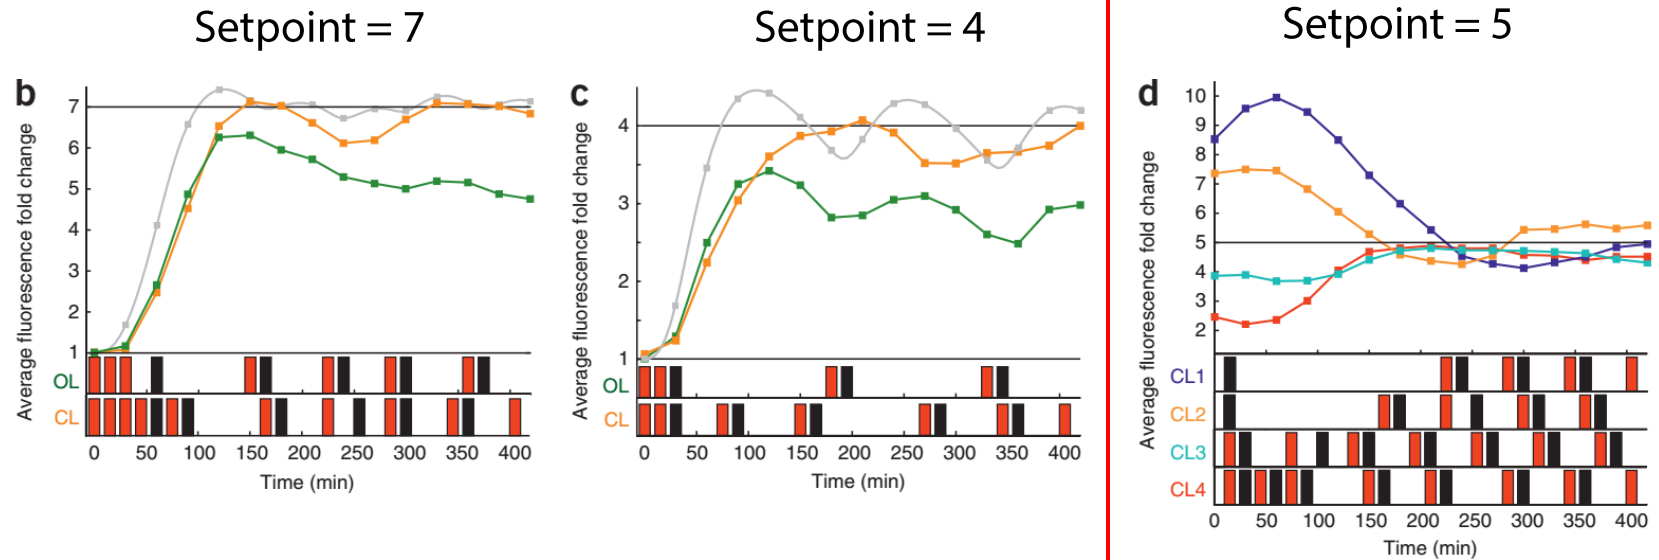 Setpoint = 7
b
Average fluorescence fold change
7
6
5
4
3
2
1
OL
CL
0 50 100 150 200 250 300 350 400
Time (min)
Setpoint = 4
c
Average fluorescence fold change
4
3
2
1
OL
CL
0 50 100 150 200 250 300 350 400
Time (min)
Setpoint = 5
d
Average fluorescence fold change
10
9
8
7
6
5
4
3
2
CL1
CL2
CL3
CL4
0 50 100 150 200 250 300 350 400
Time (min)